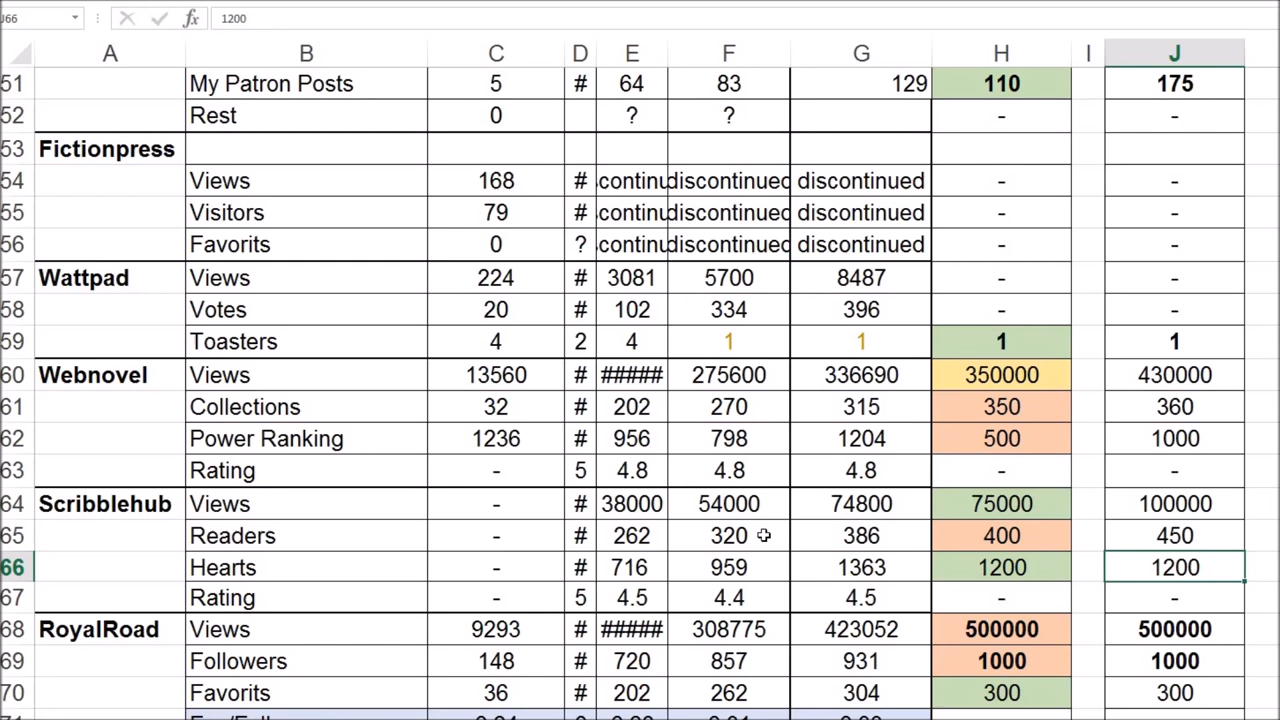 J66 fx 1200
A B C D E F G H I J
51 My Patron Posts 5 # 64 83 129 110 175
52 Rest 0 ? ? - -
53 Fictionpress
54 Views 168 # scontinu discontinued discontinued - -
55 Visitors 79 # scontinu discontinued discontinued - -
56 Favorits 0 ? scontinu discontinued discontinued - -
57 Wattpad Views 224 # 3081 5700 8487 - -
58 Votes 20 # 102 334 396 - -
59 Toasters 4 2 4 1 1 1 1
60 Webnovel Views 13560 # ##### 275600 336690 350000 430000
61 Collections 32 # 202 270 315 350 360
62 Power Ranking 1236 # 956 798 1204 500 1000
63 Rating - 5 4.8 4.8 4.8 - -
64 Scribblehub Views - # 38000 54000 74800 75000 100000
65 Readers - # 262 320 386 400 450
66 Hearts - # 716 959 1363 1200 1200
67 Rating - 5 4.5 4.4 4.5 - -
68 RoyalRoad Views 9293 # ##### 308775 423052 500000 500000
69 Followers 148 # 720 857 931 1000 1000
70 Favorits 36 # 202 262 304 300 300